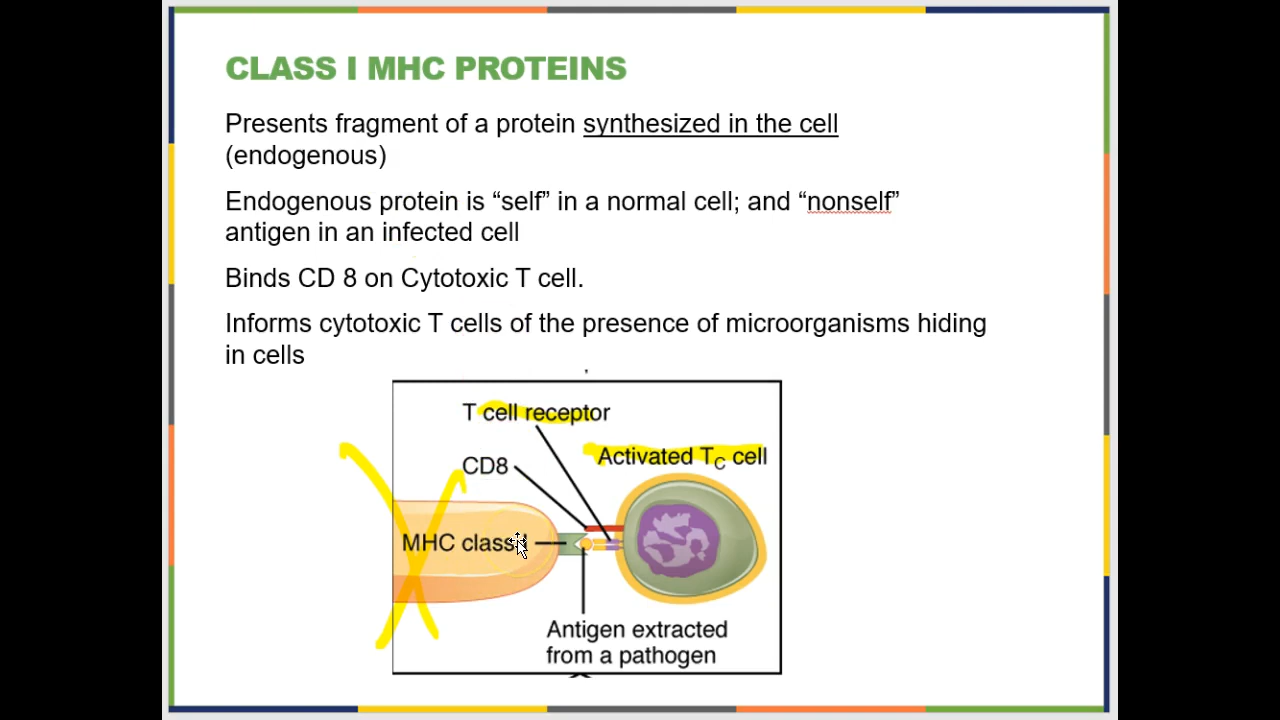 CLASS I MHC PROTEINS
Presents fragment of a protein synthesized in the cell
(endogenous)
Endogenous protein is “self” in a normal cell; and “nonself”
antigen in an infected cell
Binds CD 8 on Cytotoxic T cell.
Informs cytotoxic T cells of the presence of microorganisms hiding
in cells
T cell receptor
Activated TC cell
CD8
MHC class
Antigen extracted
from a pathogen